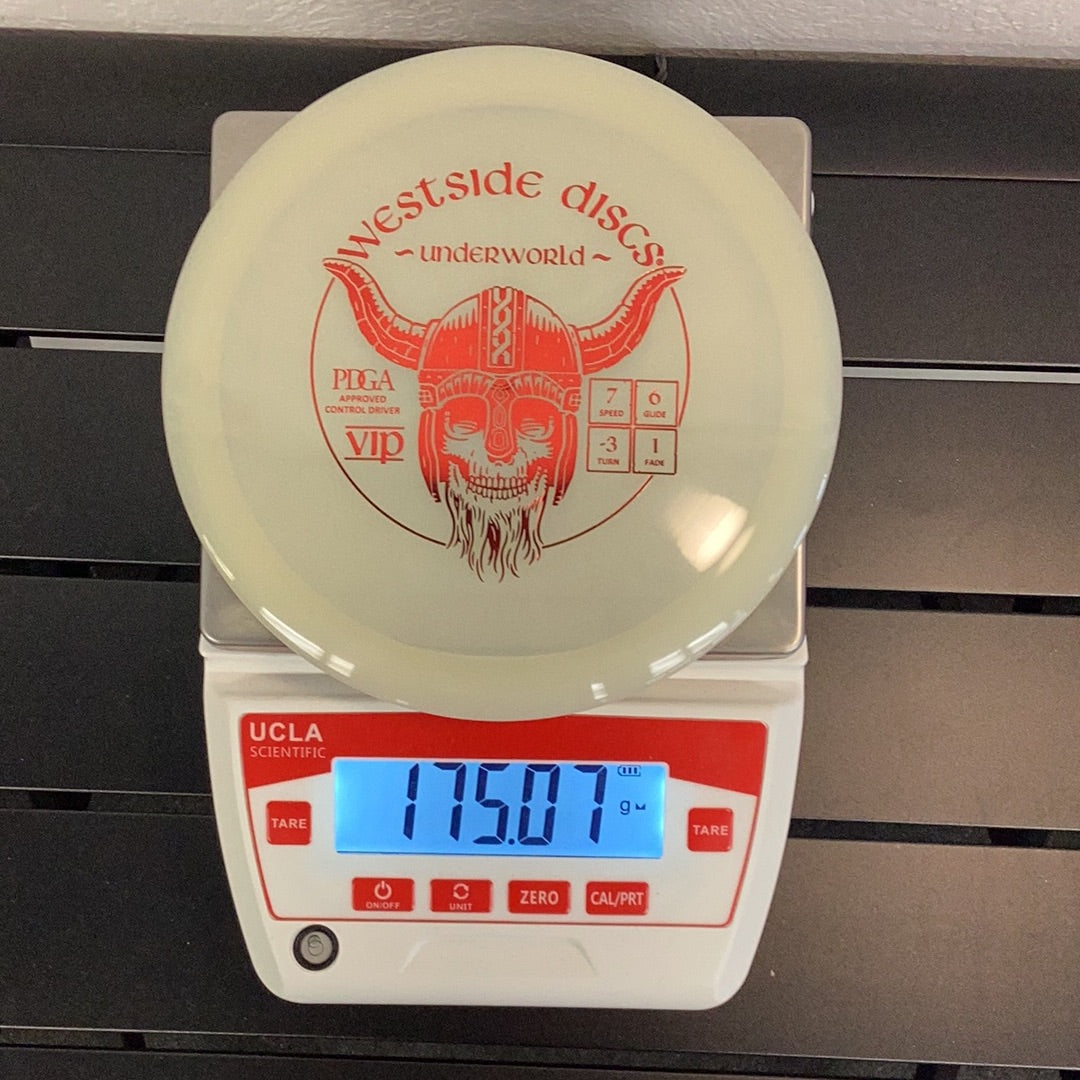 westside discs
~ underworld ~
PDGA
APPROVED
CONTROL DRIVER
VIP
7
SPEED
6
GLIDE
-3
TURN
1
FADE
UCLA
SCIENTIFIC
175.07
g
TARE
TARE
ON/OFF
UNIT
ZERO
CAL/PRT